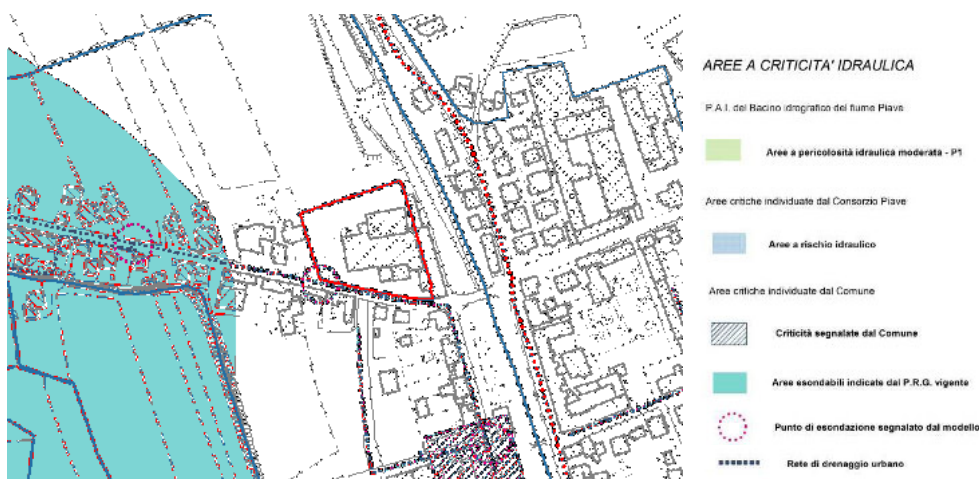 AREE A CRITICITA' IDRAULICA
P.A.I. del Bacino idrografico del fiume Piave
Aree a pericolosità idraulica moderata - P1
Aree critiche individuate dal Consorzio Piave
Aree a rischio idraulico
Aree critiche individuate dal Comune
Criticità segnalate dal Comune
Aree esondabili indicate dal P.R.G. vigente
Punto di esondazione segnalato dal modello
Rete di drenaggio urbano